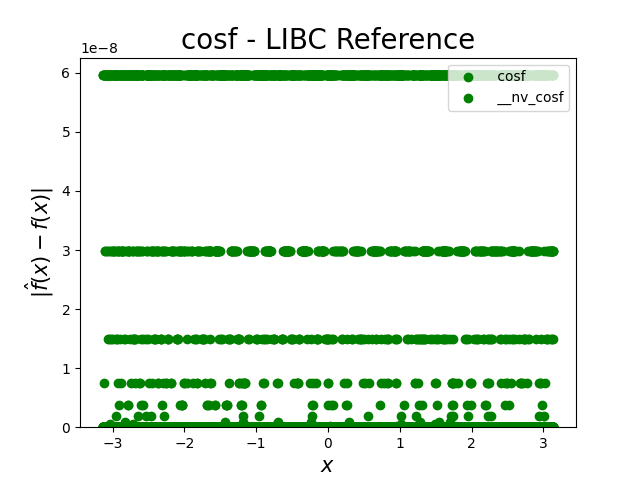 cosf - LIBC Reference
1e−8
cosf
__nv_cosf
6
5
4
3
2
1
0
|f̂(x) − f(x)|
−3 −2 −1 0 1 2 3
x